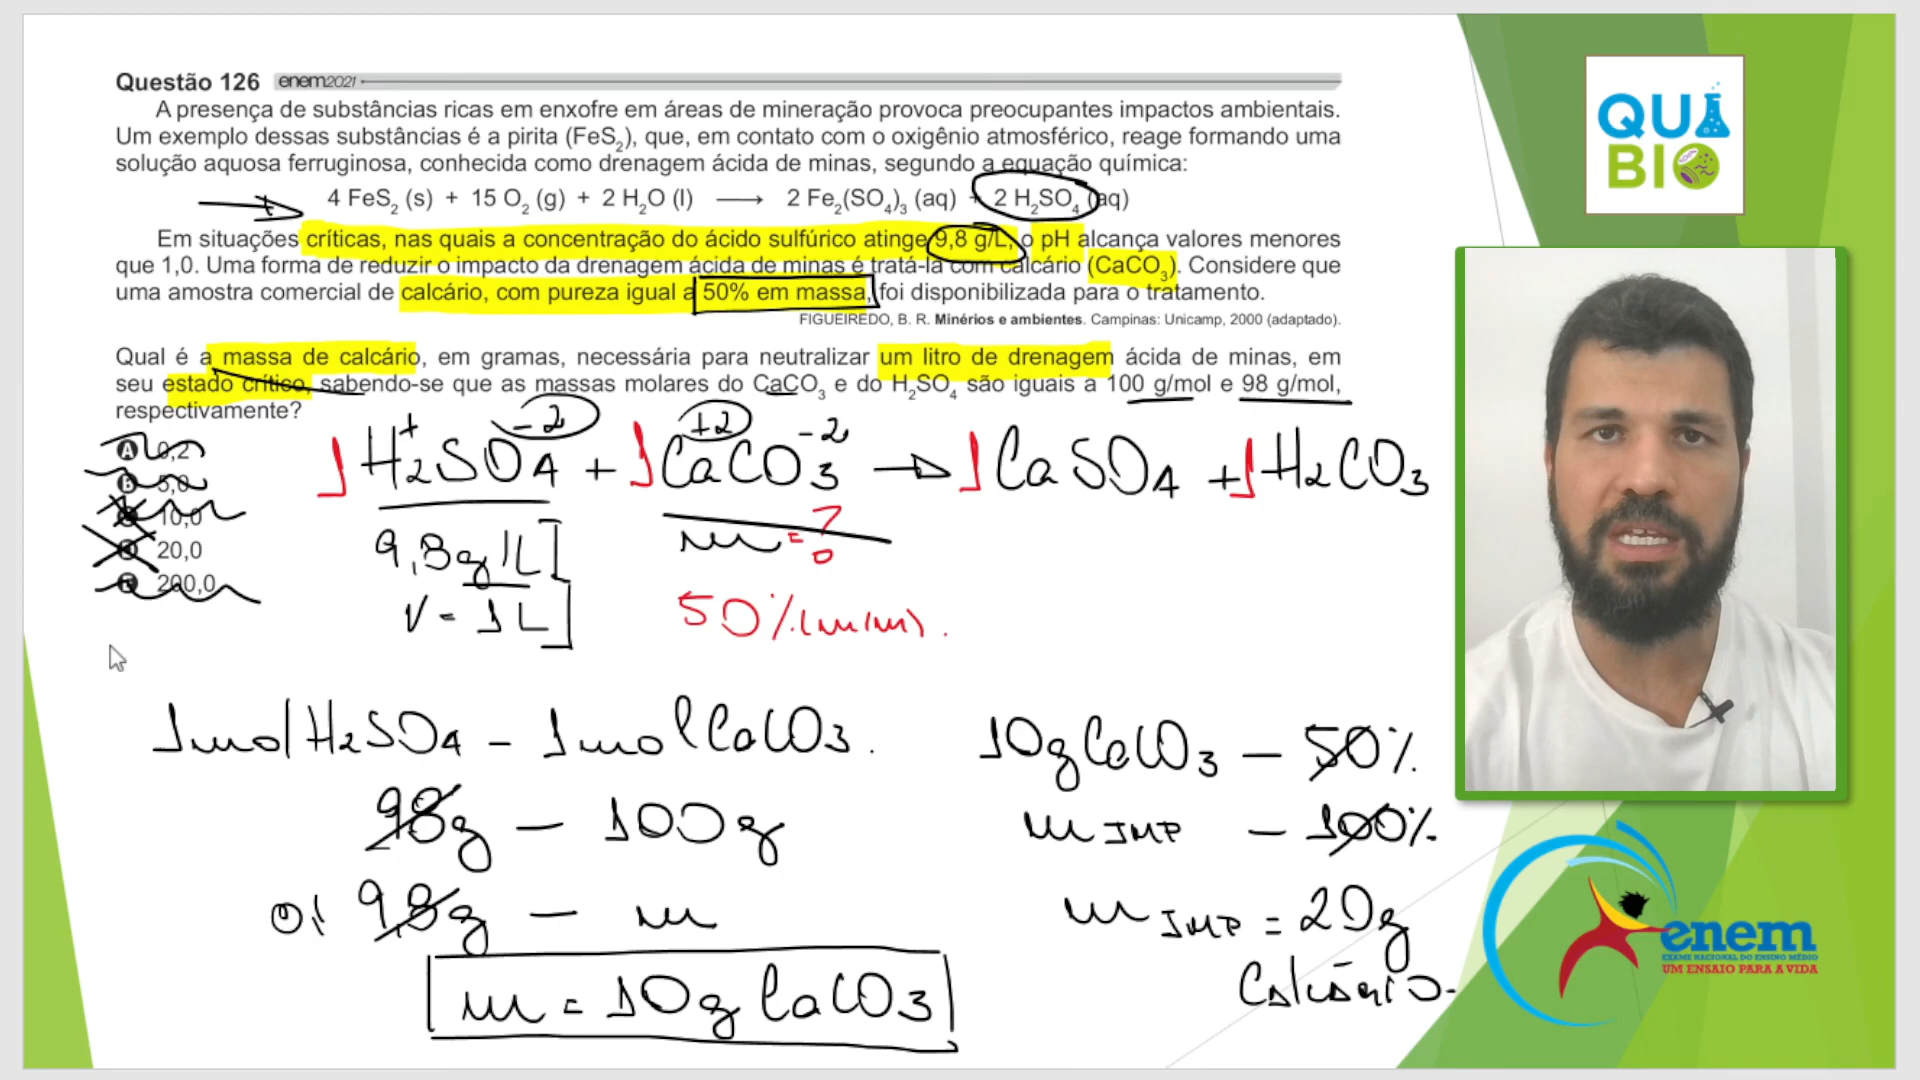 Questão 126 enem2021
A presença de substâncias ricas em enxofre em áreas de mineração provoca preocupantes impactos ambientais.
Um exemplo dessas substâncias é a pirita (FeS2), que, em contato com o oxigênio atmosférico, reage formando uma
solução aquosa ferruginosa, conhecida como drenagem ácida de minas, segundo a equação química:
4 FeS2 (s) + 15 O2 (g) + 2 H2O (l) ⟶ 2 Fe2(SO4)3 (aq) + 2 H2SO4 (aq)
Em situações críticas, nas quais a concentração do ácido sulfúrico atinge 9,8 g/L, o pH alcança valores menores
que 1,0. Uma forma de reduzir o impacto da drenagem ácida de minas é tratá-la com calcário (CaCO3). Considere que
uma amostra comercial de calcário, com pureza igual a 50% em massa, foi disponibilizada para o tratamento.
FIGUEIREDO, B. R. Minérios e ambientes. Campinas: Unicamp, 2000 (adaptado).
Qual é a massa de calcário, em gramas, necessária para neutralizar um litro de drenagem ácida de minas, em
seu estado crítico, sabendo-se que as massas molares do CaCO3 e do H2SO4 são iguais a 100 g/mol e 98 g/mol,
respectivamente?
A 0,2
B 5,0
10,0
20,0
200,0
+ -2 +2 -2
1 H2SO4 + 1 CaCO3 → 1 CaSO4 + 1 H2CO3
9,8g/L m = ?
V = 1L 50% (m/m).
1mol H2SO4 - 1mol CaCO3.
98g - 100g
9,8g - m
m = 10g CaCO3
10g CaCO3 - 50%
mIMP - 100%
mIMP = 20g
Calcário.
QUÍ
BIO
enem
EXAME NACIONAL DO ENSINO MÉDIO
UM ENSAIO PARA A VIDA